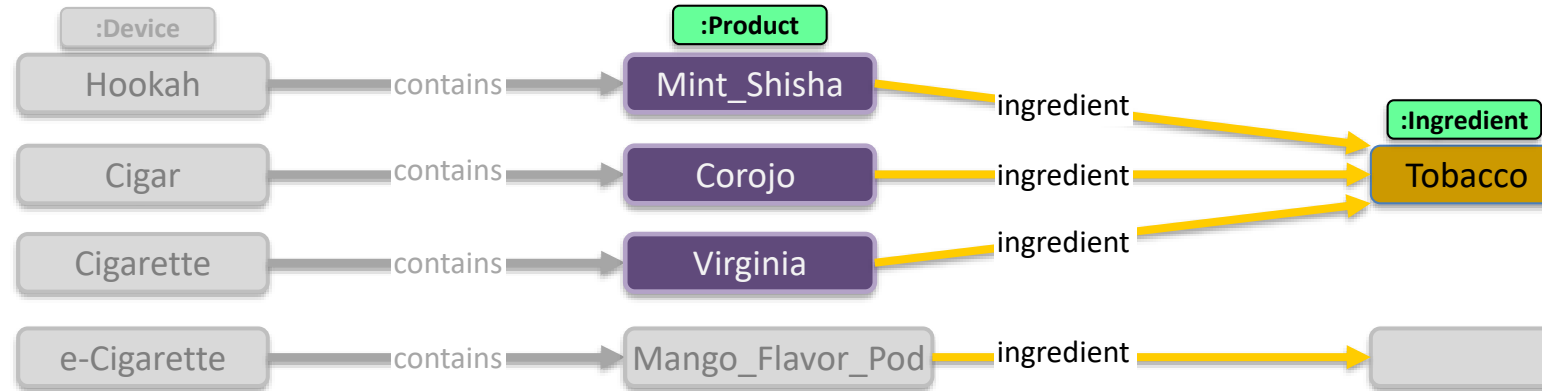 :Device
:Product
Hookah contains Mint_Shisha ingredient
:Ingredient
Cigar contains Corojo ingredient Tobacco
Cigarette contains Virginia ingredient
e-Cigarette contains Mango_Flavor_Pod ingredient